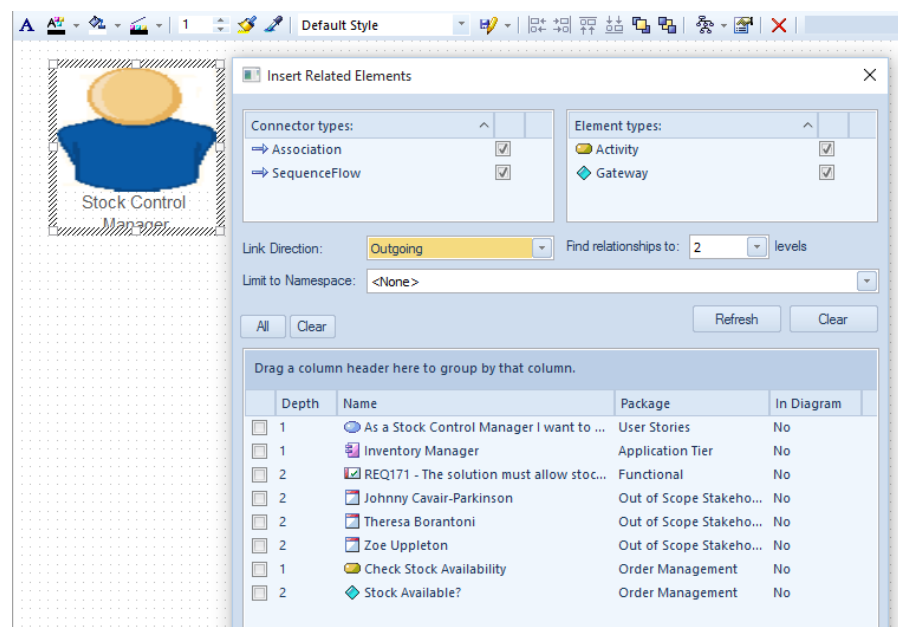 A A 1 Default Style
Insert Related Elements
Stock Control
Manager
Connector types:
Association
SequenceFlow
Element types:
Activity
Gateway
Link Direction: Outgoing Find relationships to: 2 levels
Limit to Namespace: <None>
All Clear Refresh Clear
Drag a column header here to group by that column.
Depth Name Package In Diagram
1 As a Stock Control Manager I want to ... User Stories No
1 Inventory Manager Application Tier No
2 REQ171 - The solution must allow stoc... Functional No
2 Johnny Cavair-Parkinson Out of Scope Stakeho... No
2 Theresa Borantoni Out of Scope Stakeho... No
2 Zoe Uppleton Out of Scope Stakeho... No
1 Check Stock Availability Order Management No
2 Stock Available? Order Management No